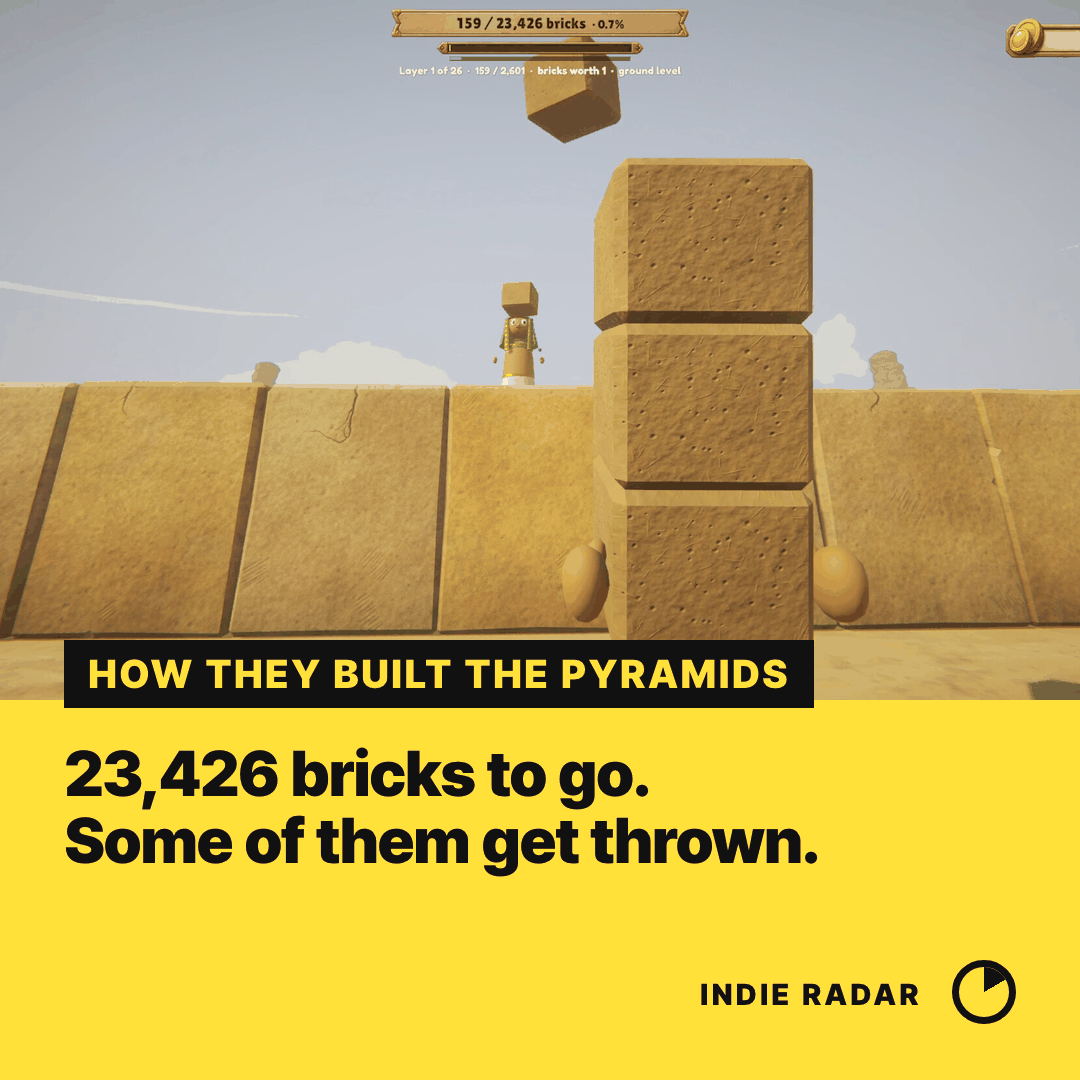 159 / 23,426 bricks · 0.7%
Layer 1 of 26 · 159 / 2,601 · bricks worth 1 · ground level
HOW THEY BUILT THE PYRAMIDS
23,426 bricks to go.
Some of them get thrown.
INDIE RADAR